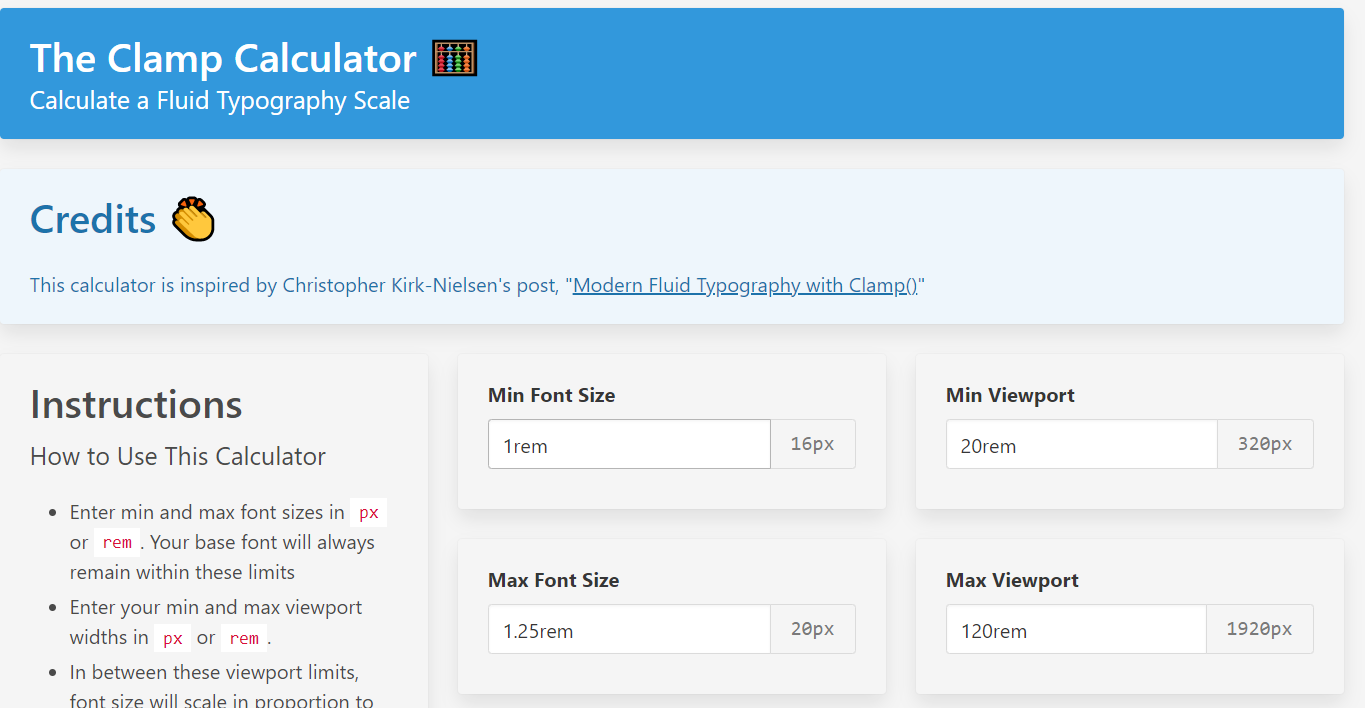 The Clamp Calculator
Calculate a Fluid Typography Scale
Credits
This calculator is inspired by Christopher Kirk-Nielsen's post, "Modern Fluid Typography with Clamp()"
Instructions
How to Use This Calculator
Enter min and max font sizes in px
or rem. Your base font will always
remain within these limits
Enter your min and max viewport
widths in px or rem.
In between these viewport limits,
font size will scale in proportion to
Min Font Size
1rem 16px
Min Viewport
20rem 320px
Max Font Size
1.25rem 20px
Max Viewport
120rem 1920px